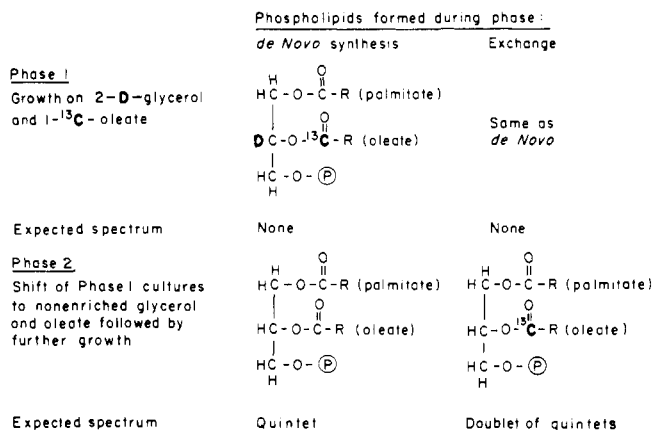 Phospholipids formed during phase:
de Novo synthesis Exchange
Phase 1
Growth on 2-D-glycerol
and 1-13C-oleate
H
O
HC-O-C-R (palmitate)
O
DC-O-13C-R (oleate)
HC-O-P
H
Same as
de Novo
Expected spectrum None None
Phase 2
Shift of Phase 1 cultures
to nonenriched glycerol
and oleate followed by
further growth
H O
HC-O-C-R (palmitate)
O
HC-O-C-R (oleate)
HC-O-P
H
H O
HC-O-C-R (palmitate)
O
HC-O-13C-R (oleate)
HC-O-P
H
Expected spectrum Quintet Doublet of quintets